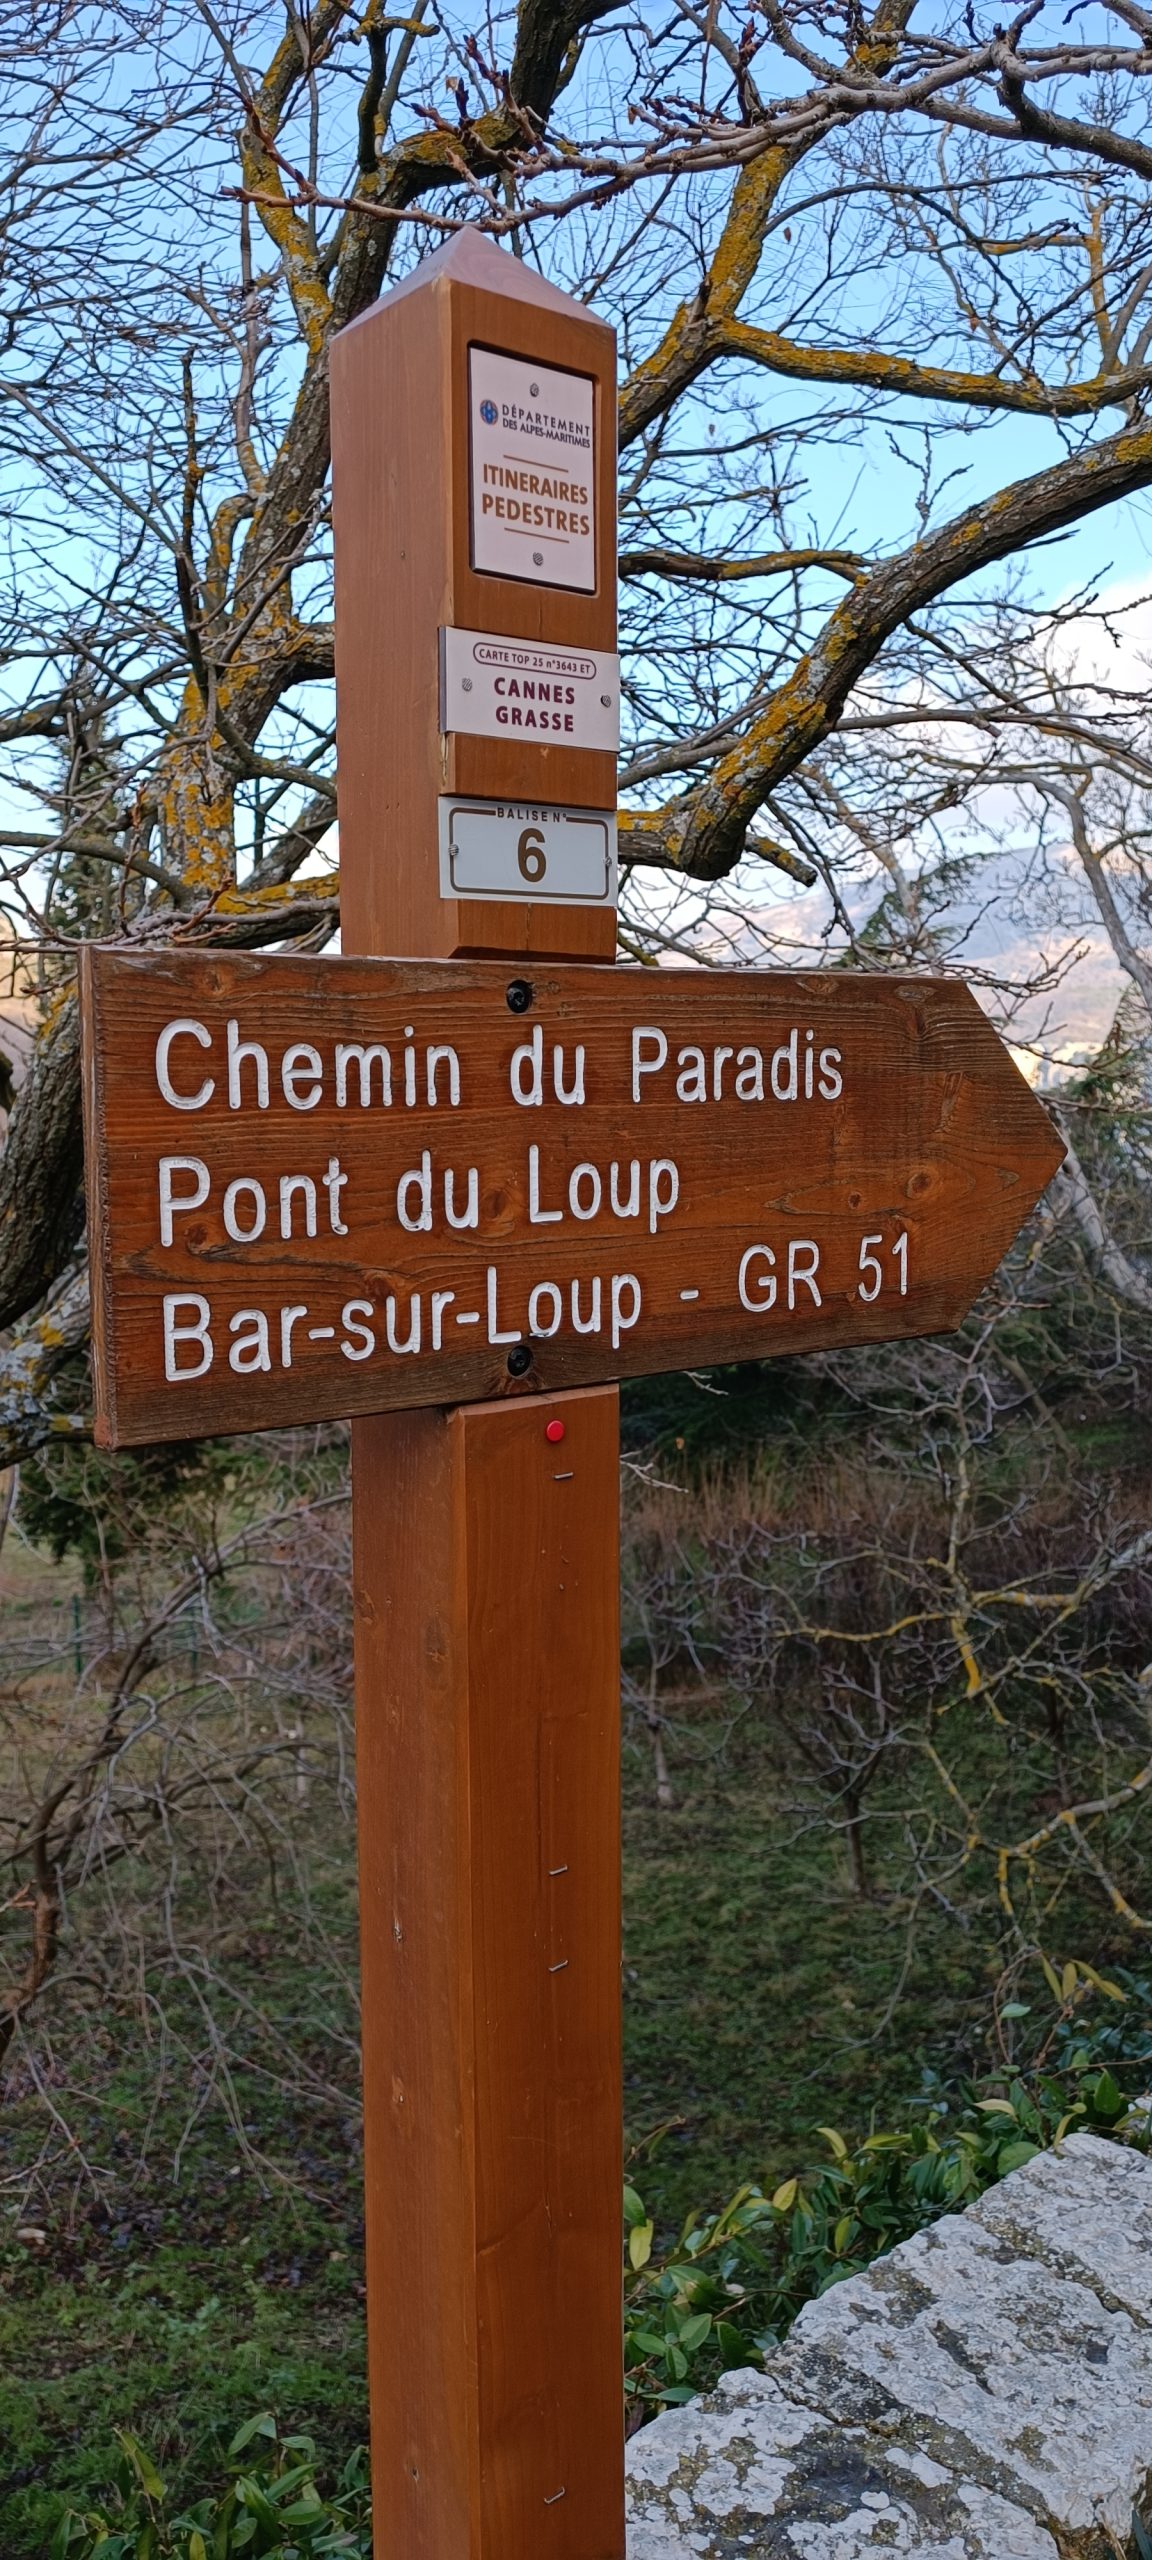 DÉPARTEMENT
DES ALPES-MARITIMES
ITINERAIRES
PEDESTRES
CARTE TOP 25 n°3643 ET
CANNES
GRASSE
BALISE N°
6
Chemin du Paradis
Pont du Loup
Bar-sur-Loup - GR 51